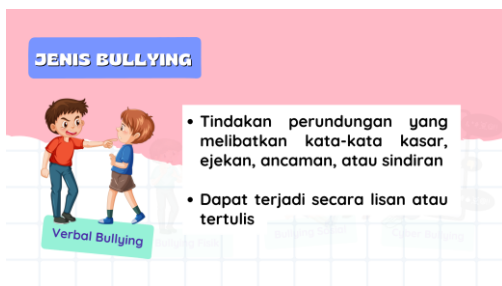 JENIS BULLYING
• Tindakan perundungan yang
melibatkan kata-kata kasar,
ejekan, ancaman, atau sindiran
• Dapat terjadi secara lisan atau
tertulis
Verbal Bullying